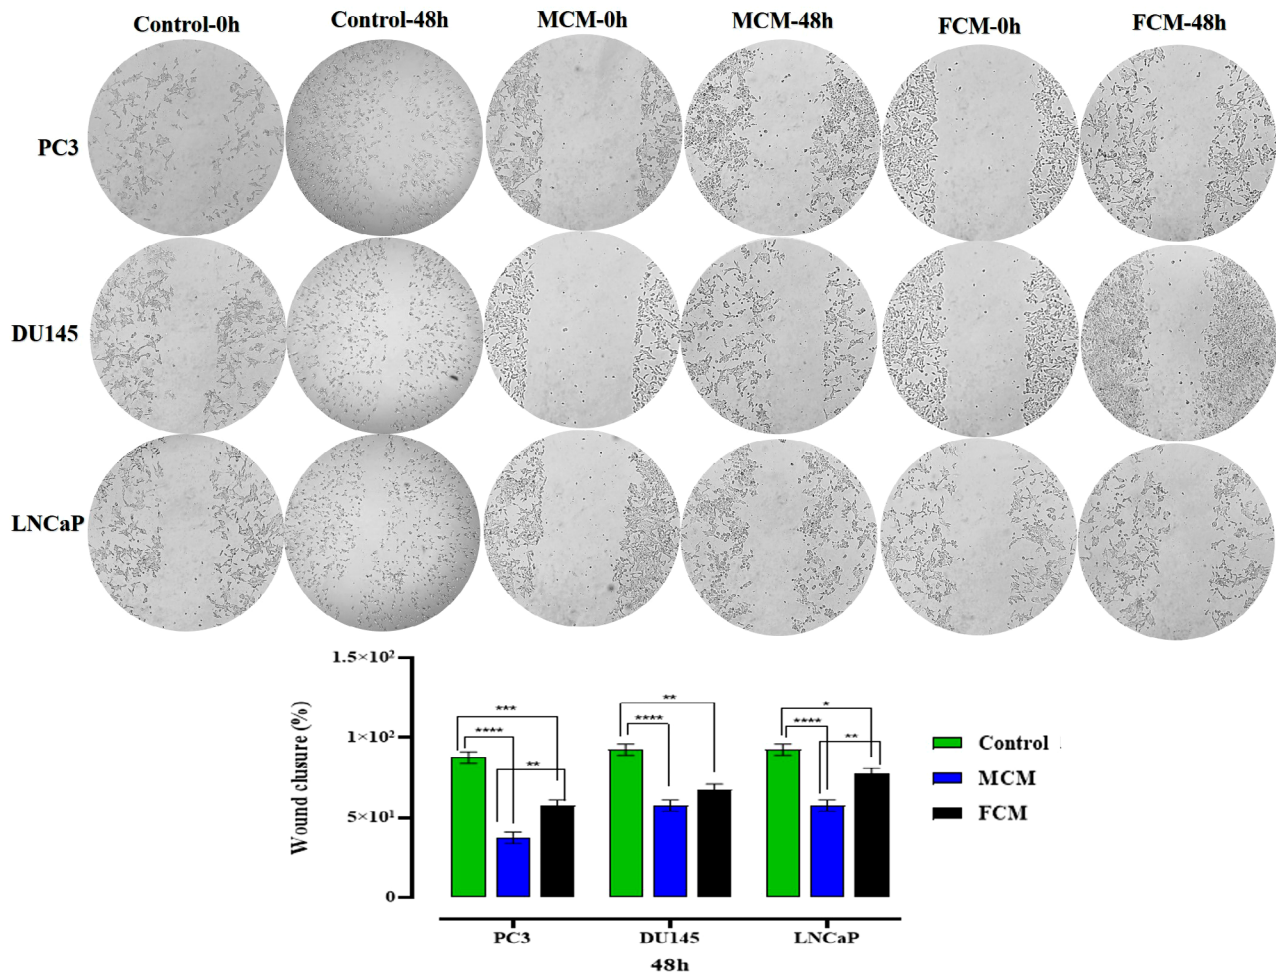 Control-0h Control-48h MCM-0h MCM-48h FCM-0h FCM-48h
PC3
DU145
LNCaP
Wound clusure (%)
1.5×10²
1×10²
5×10¹
0
*** **** **
** ****
* **** **
Control
MCM
FCM
PC3 DU145 LNCaP
48h